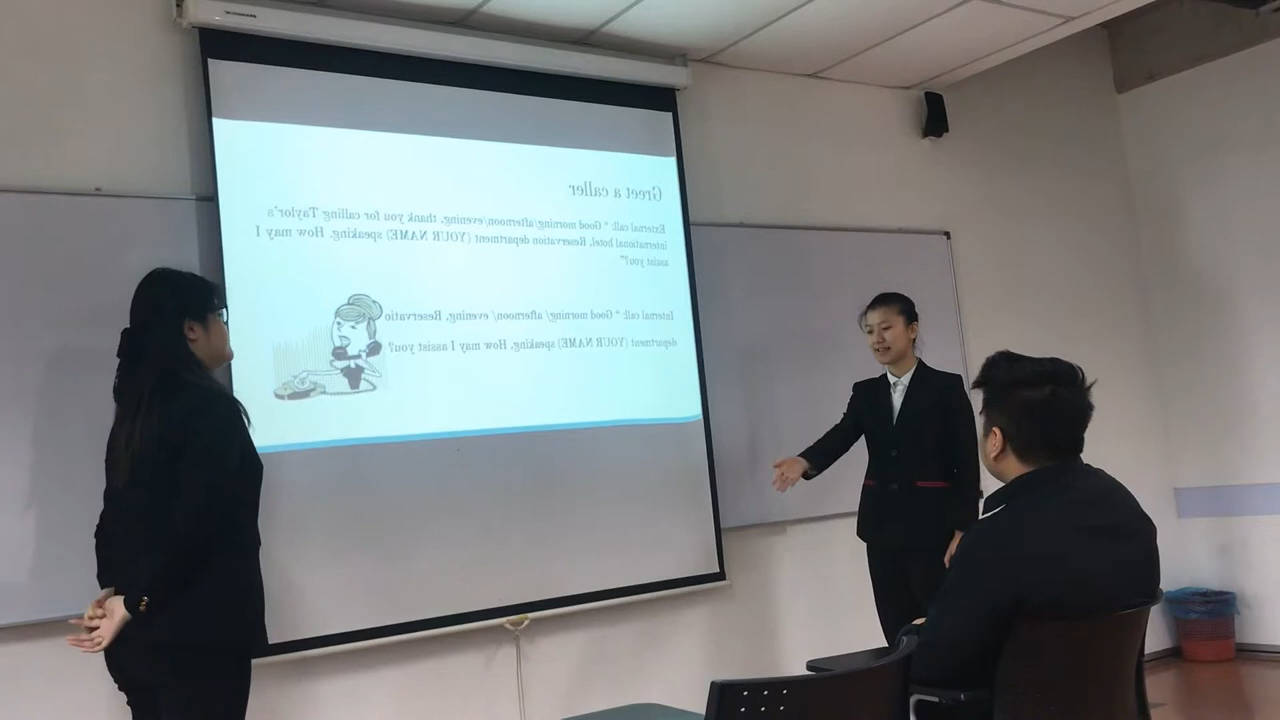 Greet a caller
External call: “ Good morning/afternoon/evening, thank you for calling Taylor’s
international hotel, Reservation department (YOUR NAME) speaking. How may I
assist you?”
Internal call: “ Good morning/ afternoon/ evening, Reservatio
department (YOUR NAME) speaking, How may I assist you?